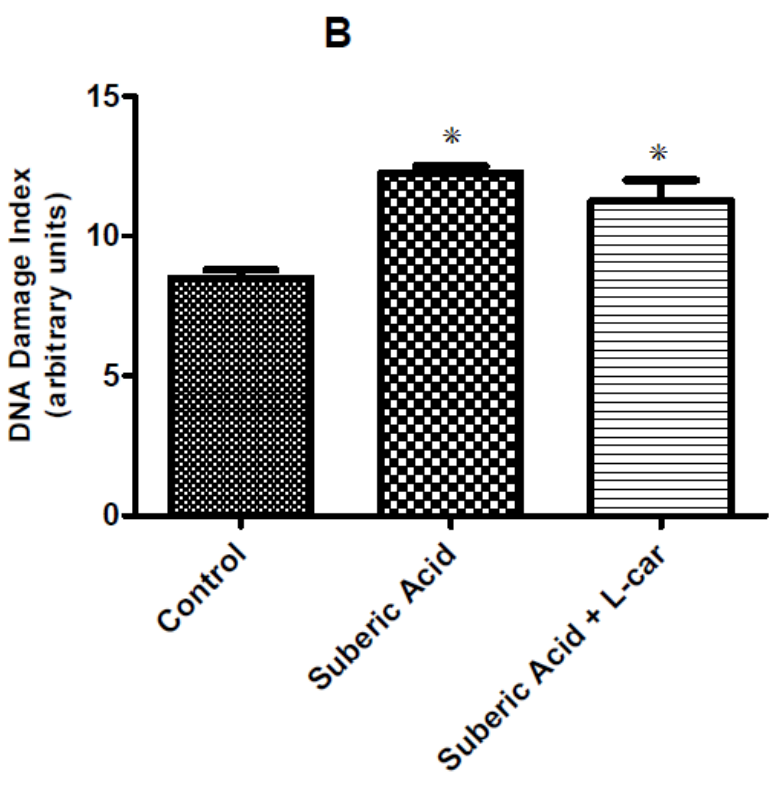 B
DNA Damage Index
(arbitrary units)
15
10
5
0
*
*
Control
Suberic Acid
Suberic Acid + L-car